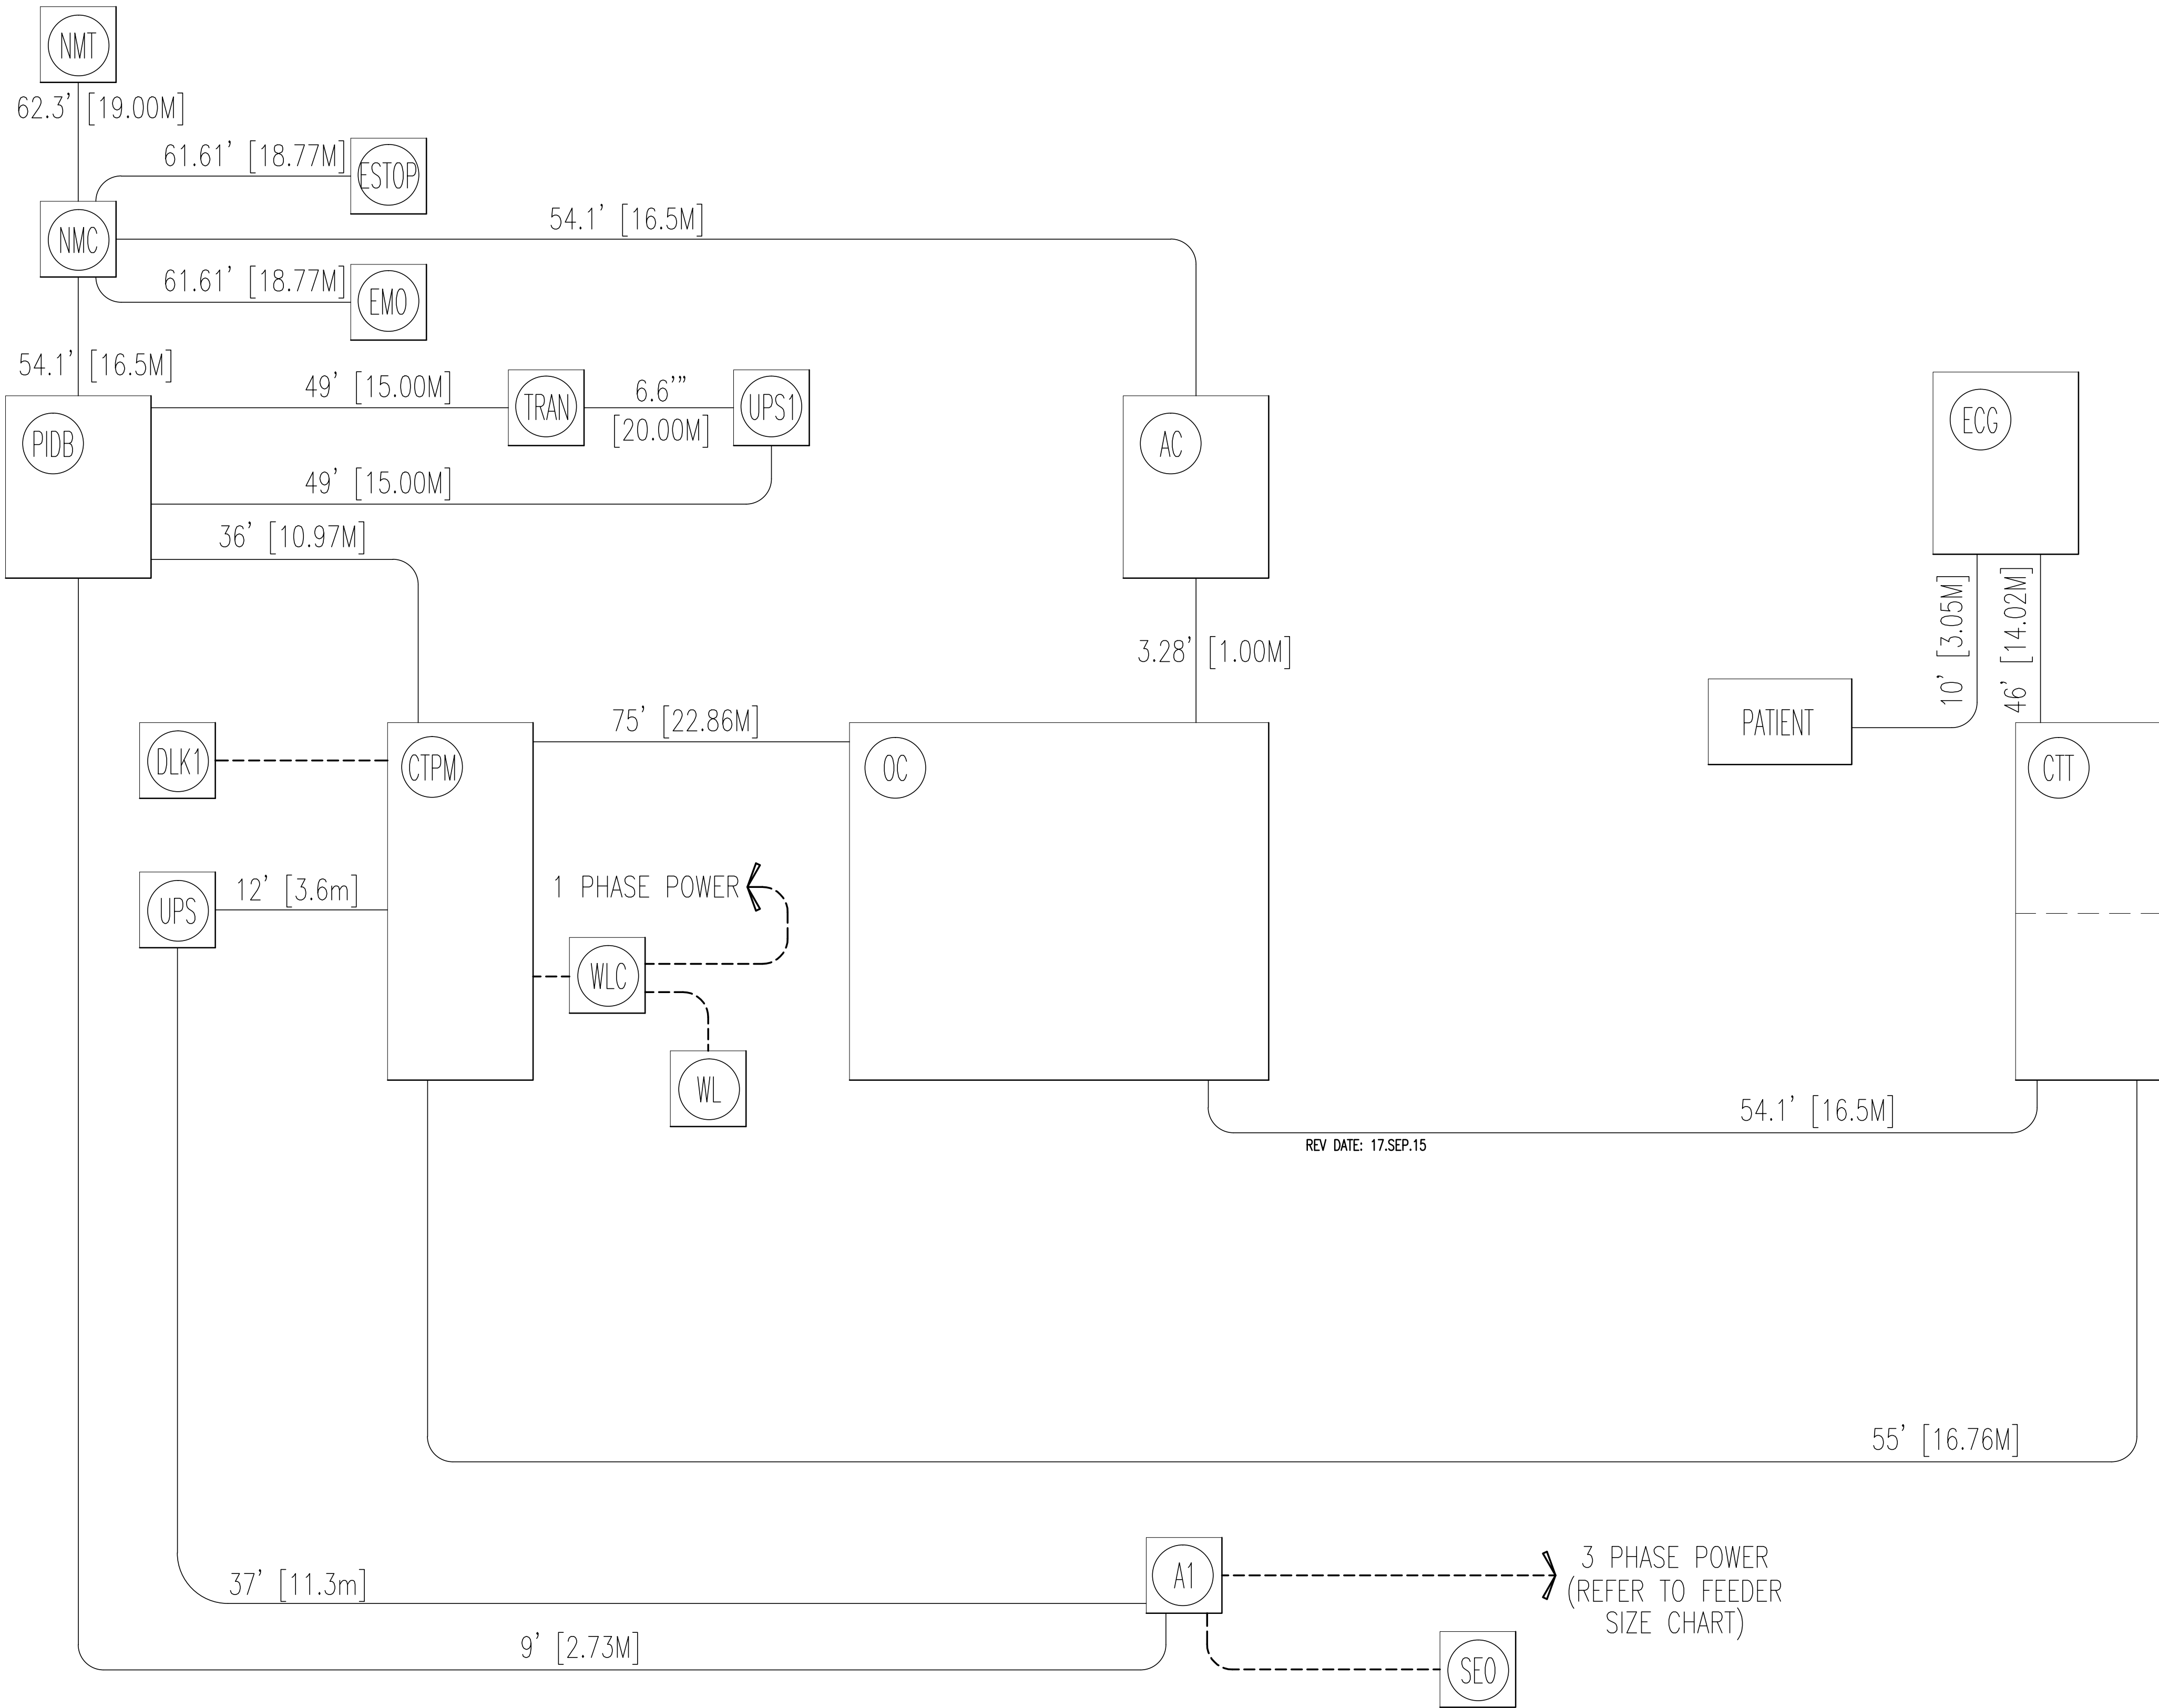 NMT
62.3' [19.00M]
61.61' [18.77M]
ESTOP
54.1' [16.5M]
NMC
61.61' [18.77M]
EMO
54.1' [16.5M]
49' [15.00M]
TRAN
6.6'"
[20.00M]
UPS1
PIDB
AC
ECG
49' [15.00M]
36' [10.97M]
3.28' [1.00M]
10' [3.05M]
46' [14.02M]
PATIENT
75' [22.86M]
DLK1
CTPM
OC
CTT
1 PHASE POWER
UPS
12' [3.6m]
WLC
WL
54.1' [16.5M]
REV DATE: 17.SEP.15
55' [16.76M]
A1
3 PHASE POWER
(REFER TO FEEDER
SIZE CHART)
37' [11.3m]
9' [2.73M]
SEO